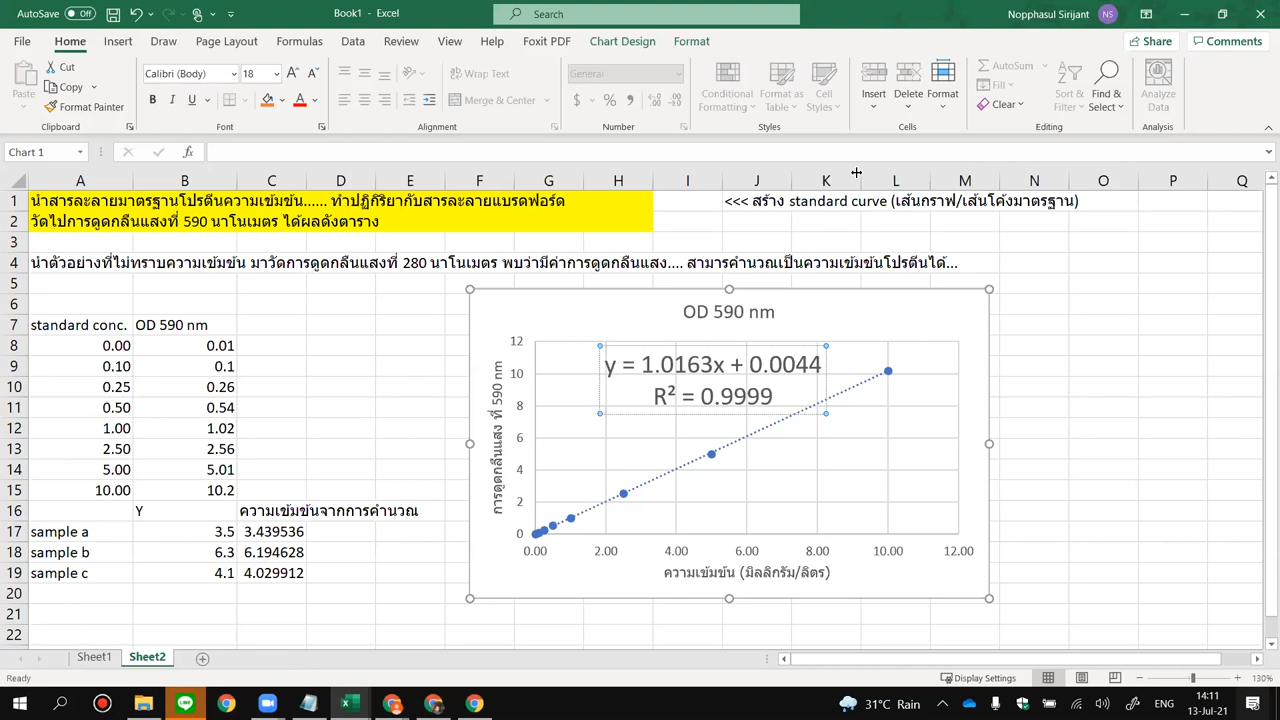 AutoSave Off Book1 - Excel Search Nopphasul Sirijant NS
File Home Insert Draw Page Layout Formulas Data Review View Help Foxit PDF Chart Design Format Share Comments
Cut
Copy
Format Painter
Paste
Calibri (Body) 18
Wrap Text
Merge & Center
General
Conditional Formatting
Format as Table
Cell Styles
Insert Delete Format
AutoSum
Clear
Sort & Filter
Find & Select
Analyze Data
Clipboard Font Alignment Number Styles Cells Editing Analysis
Chart 1 fx
A B C D E F G H I J K L M N O P Q
1 นำสารละลายมาตรฐานโปรตีนความเข้มข้น...... ทำปฏิกิริยากับสารละลายแบรดฟอร์ด <<< สร้าง standard curve (เส้นกราฟ/เส้นโค้งมาตรฐาน)
2 วัดไปการดูดกลืนแสงที่ 590 นาโนเมตร ได้ผลดังตาราง
3
4 นำตัวอย่างที่ไม่ทราบความเข้มข้น มาวัดการดูดกลืนแสงที่ 280 นาโนเมตร พบว่ามีค่าการดูดกลืนแสง.... สามารคำนวณเป็นความเข้มข้นโปรตีนได้...
5
6
7 standard conc. OD 590 nm
8 0.00 0.01
9 0.10 0.1
10 0.25 0.26
11 0.50 0.54
12 1.00 1.02
13 2.50 2.56
14 5.00 5.01
15 10.00 10.2
16 Y ความเข้มข้นจากการคำนวณ
17 sample a 3.5 3.439536
18 sample b 6.3 6.194628
19 sample c 4.1 4.029912
20
21
22
OD 590 nm
y = 1.0163x + 0.0044
R² = 0.9999
การดูดกลืนแสง ที่ 590 nm
12
10
8
6
4
2
0
0.00 2.00 4.00 6.00 8.00 10.00 12.00
ความเข้มข้น (มิลลิกรัม/ลิตร)
Sheet1 Sheet2
Display Settings 130%
31°C Rain 14:11
13-Jul-21